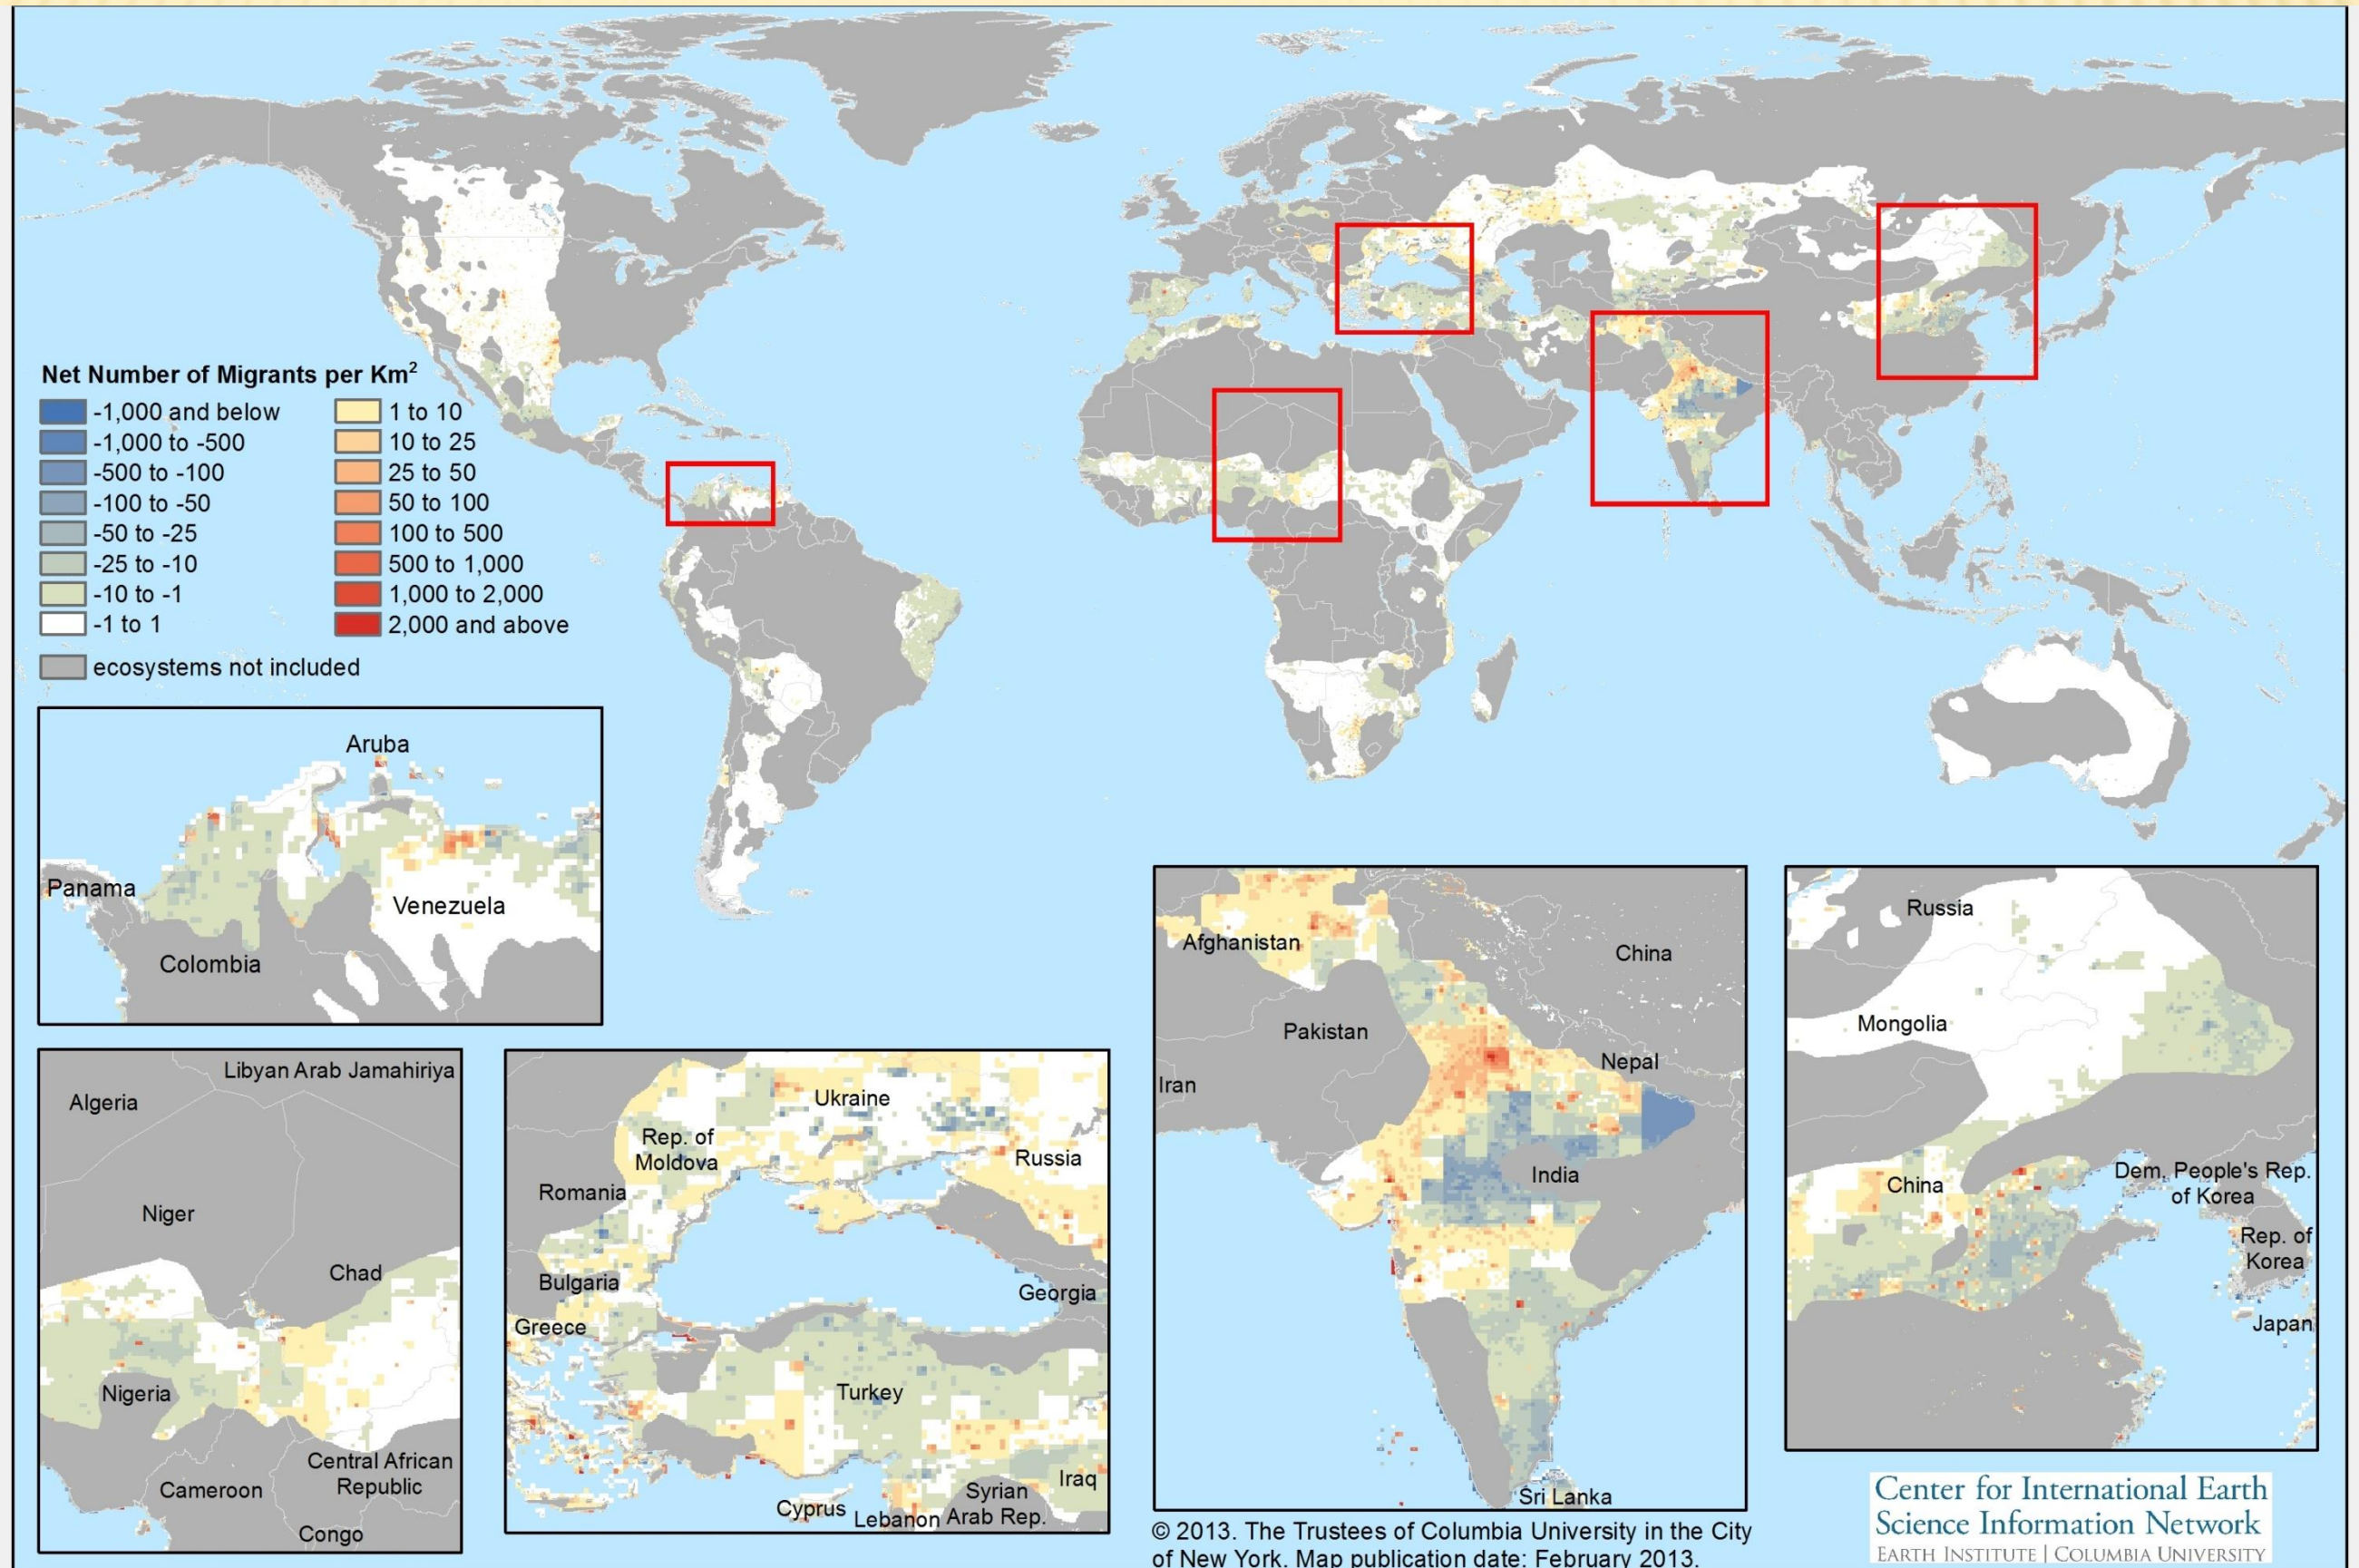 Net Number of Migrants per Km²
-1,000 and below
-1,000 to -500
-500 to -100
-100 to -50
-50 to -25
-25 to -10
-10 to -1
-1 to 1
1 to 10
10 to 25
25 to 50
50 to 100
100 to 500
500 to 1,000
1,000 to 2,000
2,000 and above
ecosystems not included
Aruba
Panama
Venezuela
Colombia
Libyan Arab Jamahiriya
Algeria
Niger
Chad
Nigeria
Cameroon
Central African
Republic
Congo
Ukraine
Rep. of
Moldova
Russia
Romania
Bulgaria
Georgia
Greece
Turkey
Iraq
Cyprus
Lebanon
Syrian
Arab Rep.
Afghanistan
China
Pakistan
Nepal
Iran
India
Sri Lanka
Russia
Mongolia
China
Dem. People's Rep.
of Korea
Rep. of
Korea
Japan
© 2013. The Trustees of Columbia University in the City
of New York. Map publication date: February 2013.
Center for International Earth
Science Information Network
EARTH INSTITUTE | COLUMBIA UNIVERSITY